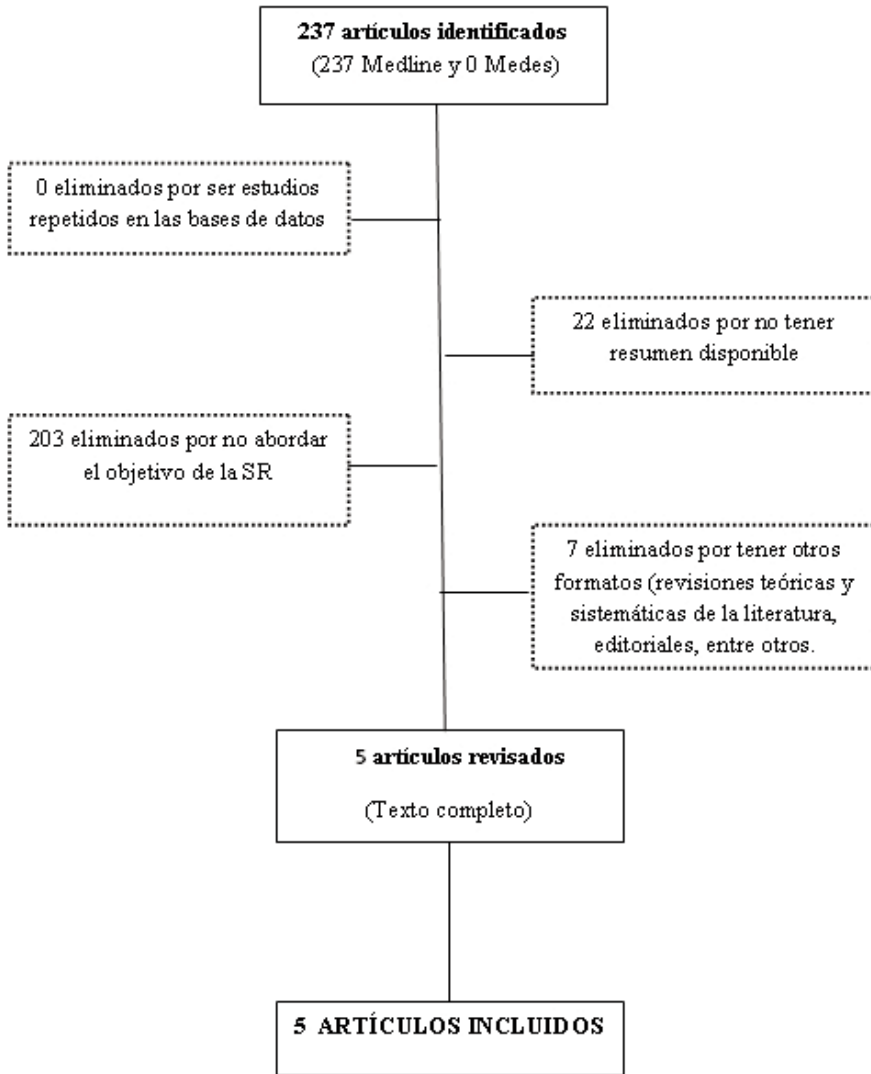 237 artículos identificados
(237 Medline y 0 Medes)
0 eliminados por ser estudios
repetidos en las bases de datos
22 eliminados por no tener
resumen disponible
203 eliminados por no abordar
el objetivo de la SR
7 eliminados por tener otros
formatos (revisiones teóricas y
sistemáticas de la literatura,
editoriales, entre otros.
5 artículos revisados
(Texto completo)
5 ARTÍCULOS INCLUIDOS